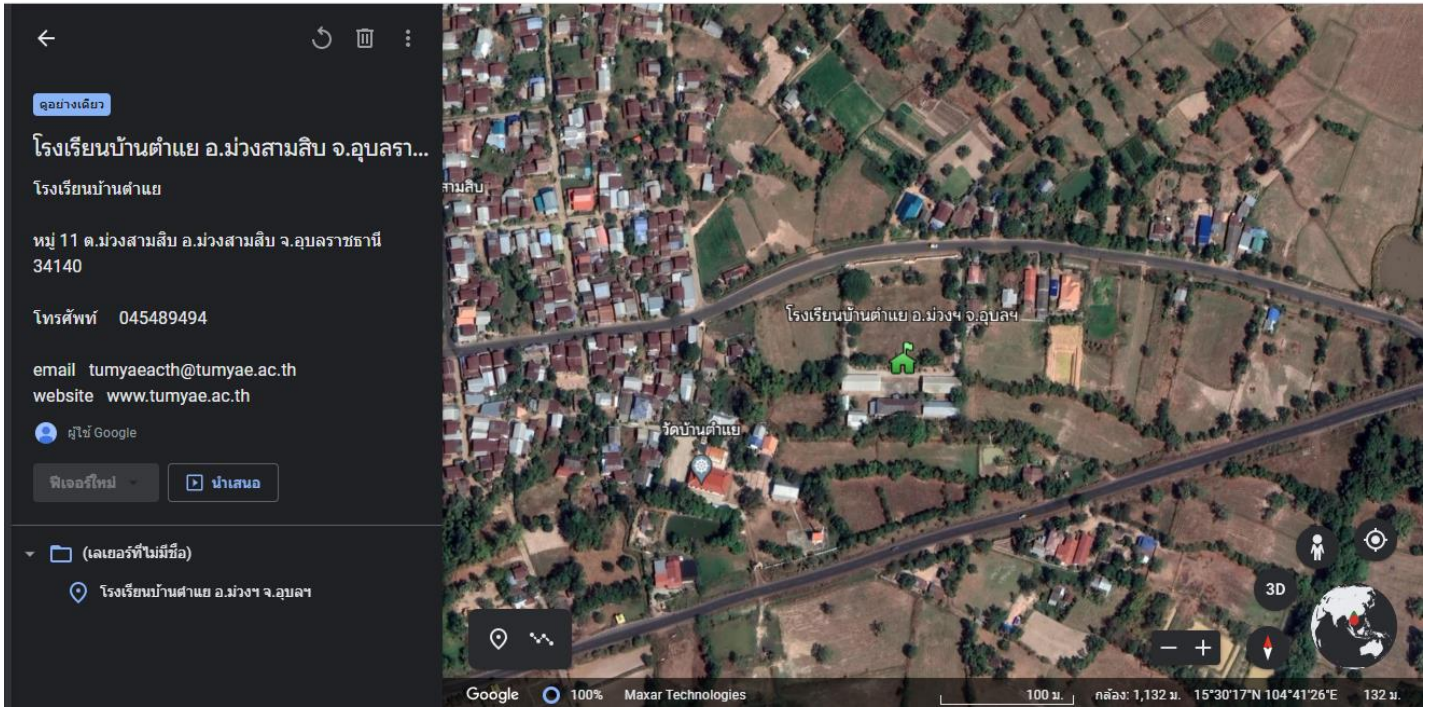 ดูอย่างเดียว
โรงเรียนบ้านตำแย อ.ม่วงสามสิบ จ.อุบลรา...
โรงเรียนบ้านตำแย
หมู่ 11 ต.ม่วงสามสิบ อ.ม่วงสามสิบ จ.อุบลราชธานี
34140
โทรศัพท์ 045489494
email tumyaeacth@tumyae.ac.th
website www.tumyae.ac.th
ผู้ใช้ Google
ฟีเจอร์ใหม่
นำเสนอ
(เลเยอร์ที่ไม่มีชื่อ)
โรงเรียนบ้านตำแย อ.ม่วงฯ จ.อุบลฯ
สามสิบ
โรงเรียนบ้านตำแย อ.ม่วงฯ จ.อุบลฯ
วัดบ้านตำแย
3D
Google 100% Maxar Technologies 100 ม. กล้อง: 1,132 ม. 15°30'17"N 104°41'26"E 132 ม.